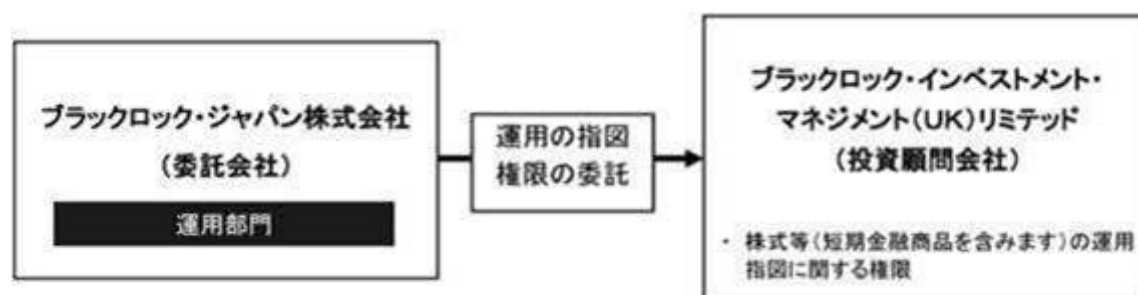 ブラックロック・ジャパン株式会社
(委託会社)
運用部門
運用の指図
権限の委託
ブラックロック・インベストメント・
マネジメント(UK)リミテッド
(投資顧問会社)
・ 株式等(短期金融商品を含みます)の運用
指図に関する権限